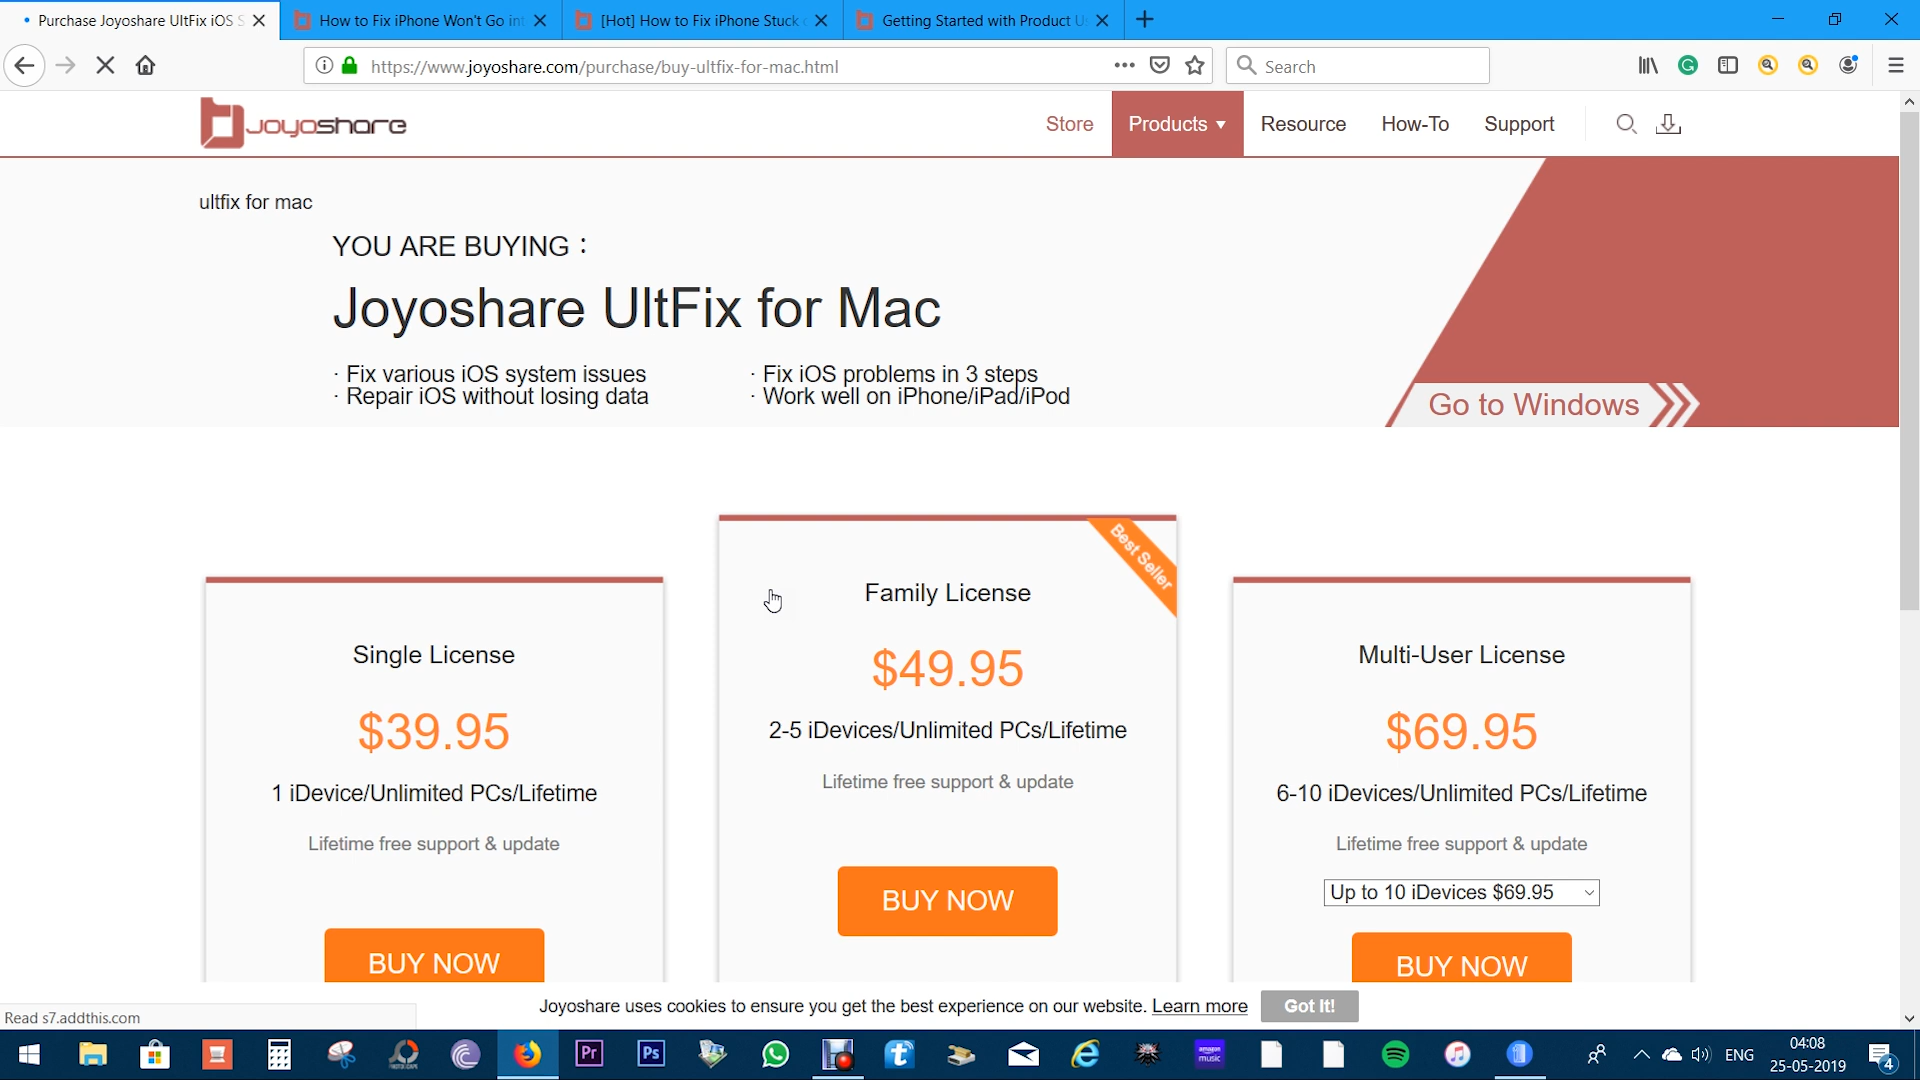 Purchase Joyoshare UltFix iOS S
How to Fix iPhone Won't Go int
[Hot] How to Fix iPhone Stuck o
Getting Started with Product Us
https://www.joyoshare.com/purchase/buy-ultfix-for-mac.html
Search
Joyoshare
Store
Products
Resource
How-To
Support
ultfix for mac
YOU ARE BUYING：
Joyoshare UltFix for Mac
· Fix various iOS system issues
· Fix iOS problems in 3 steps
· Repair iOS without losing data
· Work well on iPhone/iPad/iPod
Go to Windows
Single License
$39.95
1 iDevice/Unlimited PCs/Lifetime
Lifetime free support & update
BUY NOW
Best Seller
Family License
$49.95
2-5 iDevices/Unlimited PCs/Lifetime
Lifetime free support & update
BUY NOW
Multi-User License
$69.95
6-10 iDevices/Unlimited PCs/Lifetime
Lifetime free support & update
Up to 10 iDevices $69.95
BUY NOW
Joyoshare uses cookies to ensure you get the best experience on our website. Learn more
Got It!
Read s7.addthis.com
Pr
Ps
amazon music
ENG
04:08
25-05-2019
4